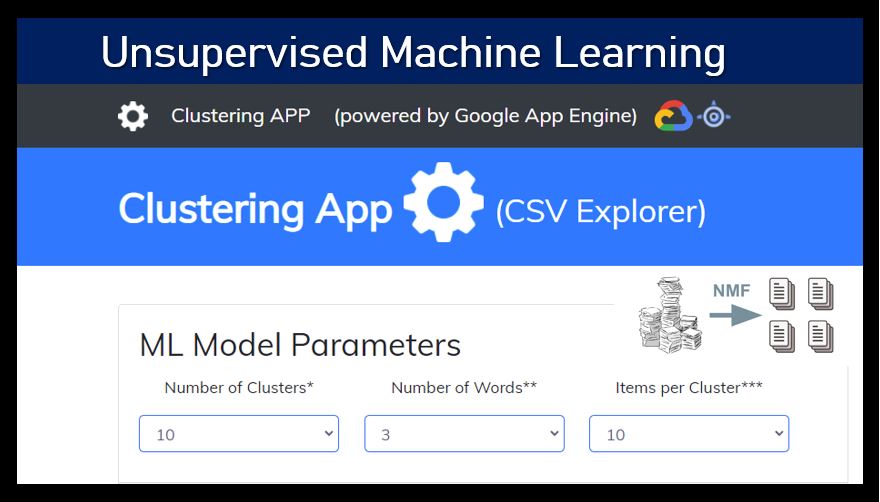 Unsupervised Machine Learning
Clustering APP (powered by Google App Engine)
Clustering App (CSV Explorer)
NMF
ML Model Parameters
Number of Clusters* Number of Words** Items per Cluster***
10 3 10